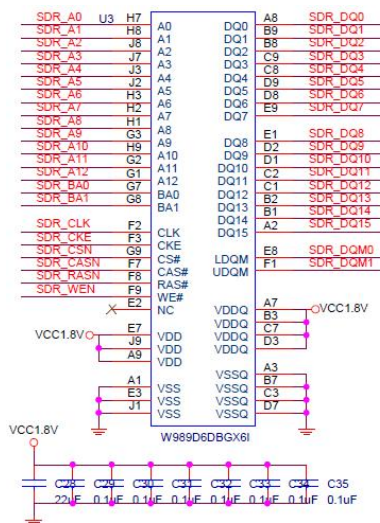 U3
SDR_A0 H7 A0 DQ0 A8 SDR_DQ0
SDR_A1 H8 A1 DQ1 B9 SDR_DQ1
SDR_A2 J8 A2 DQ2 B8 SDR_DQ2
SDR_A3 J7 A3 DQ3 C9 SDR_DQ3
SDR_A4 J3 A4 DQ4 C8 SDR_DQ4
SDR_A5 J2 A5 DQ5 D9 SDR_DQ5
SDR_A6 H3 A6 DQ6 D8 SDR_DQ6
SDR_A7 H2 A7 DQ7 E9 SDR_DQ7
SDR_A8 H1 A8
SDR_A9 G3 A9 DQ8 E1 SDR_DQ8
SDR_A10 H9 A10 DQ9 D2 SDR_DQ9
SDR_A11 G2 A11 DQ10 D1 SDR_DQ10
SDR_A12 G1 A12 DQ11 C2 SDR_DQ11
SDR_BA0 G7 BA0 DQ12 C1 SDR_DQ12
SDR_BA1 G8 BA1 DQ13 B2 SDR_DQ13
DQ14 B1 SDR_DQ14
SDR_CLK F2 CLK DQ15 A2 SDR_DQ15
SDR_CKE F3 CKE
SDR_CSN G9 CS# LDQM E8 SDR_DQM0
SDR_CASN F7 CAS# UDQM F1 SDR_DQM1
SDR_RASN F8 RAS#
SDR_WEN F9 WE#
E2 NC VDDQ A7 VCC1.8V
VDDQ B3
VCC1.8V E7 VDD VDDQ C7
J9 VDD VDDQ D3
A9 VDD
VSSQ A3
A1 VSS VSSQ B7
E3 VSS VSSQ C3
J1 VSS VSSQ D7
W989D6DBGX6I
VCC1.8V
C28 C29 C30 C31 C32 C33 C34 C35
22uF 0.1uF 0.1uF 0.1uF 0.1uF 0.1uF 0.1uF 0.1uF